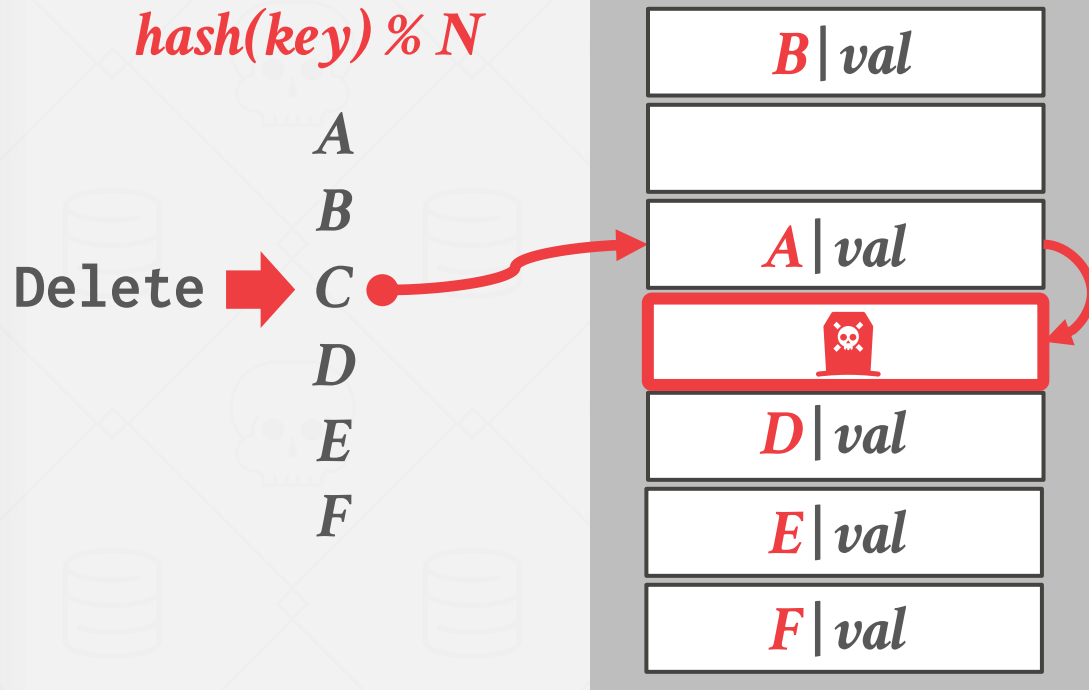 hash(key) % N
A
B
Delete C
D
E
F
B|val
A|val
D|val
E|val
F|val